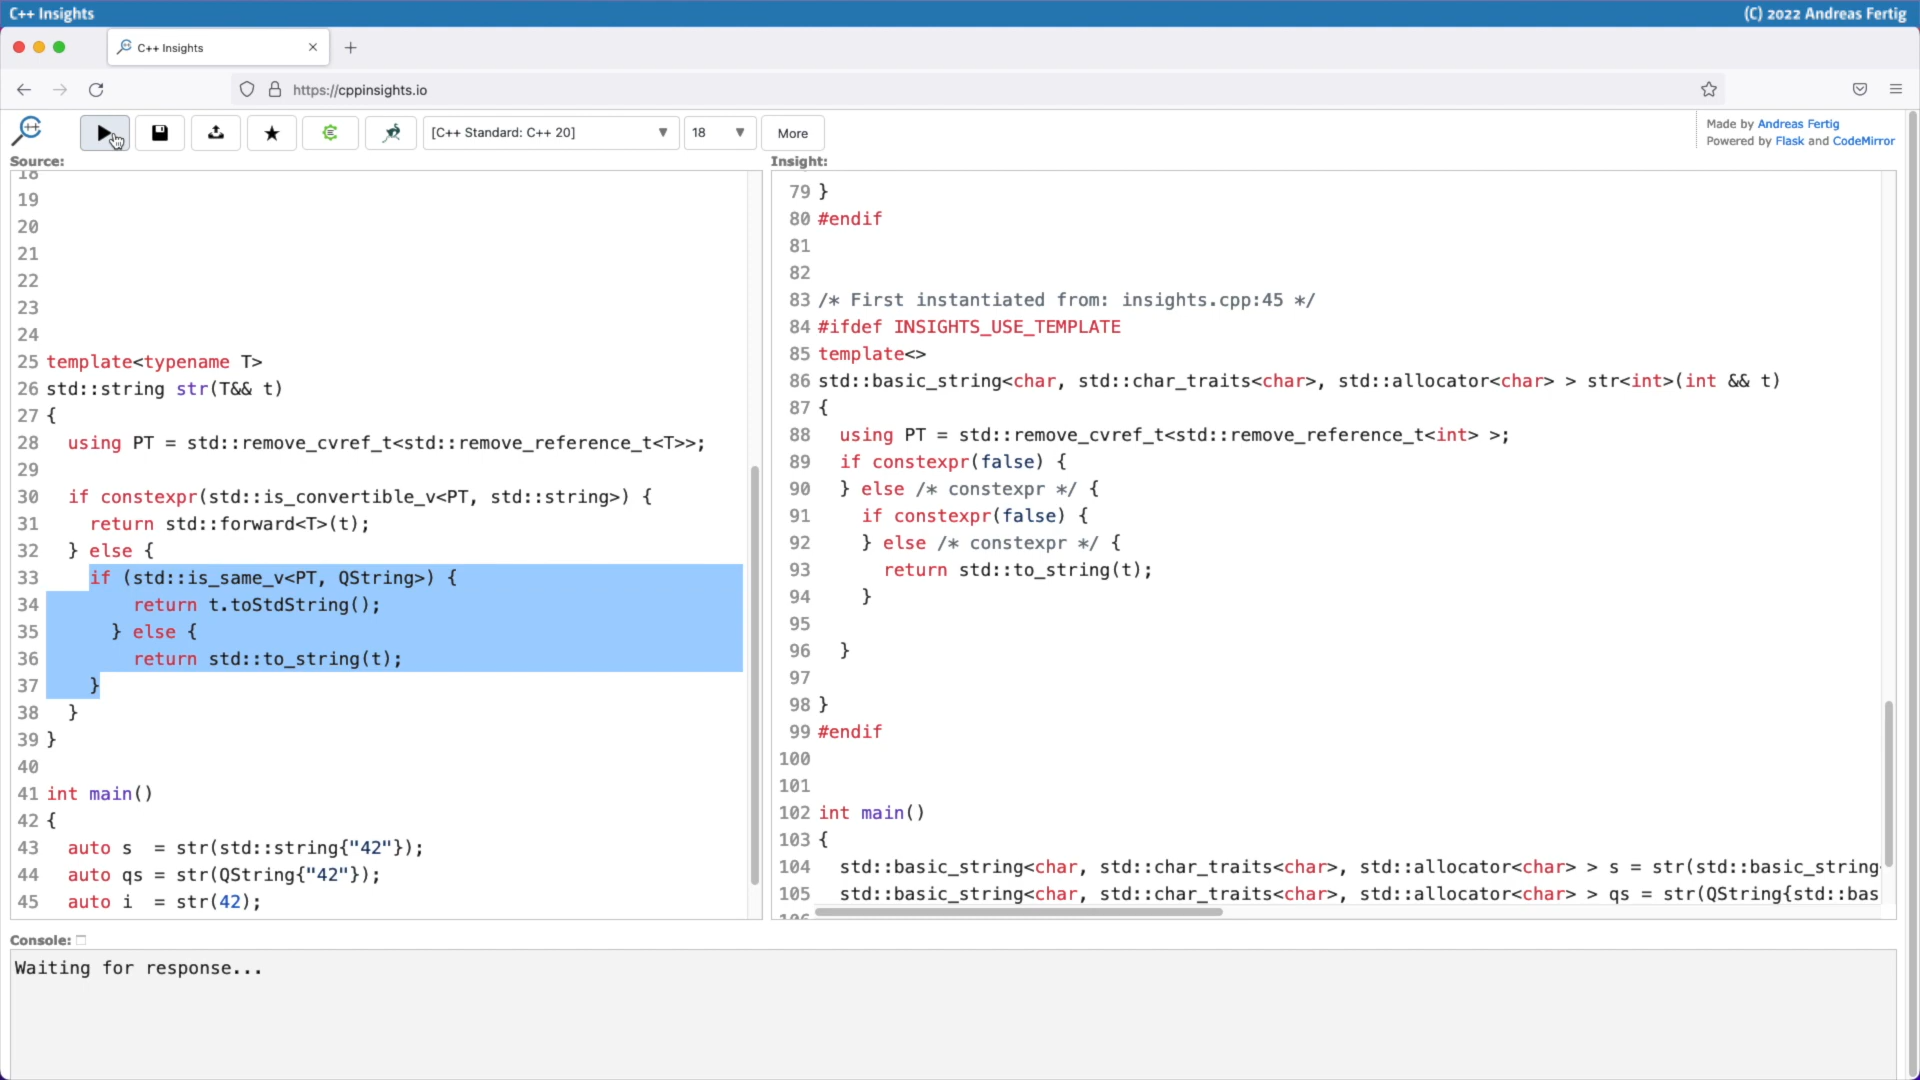 C++ Insights
(C) 2022 Andreas Fertig
C++ Insights
https://cppinsights.io
[C++ Standard: C++ 20]
18
More
Made by Andreas Fertig
Powered by Flask and CodeMirror
Source:
18
19
20
21
22
23
24
25 template<typename T>
26 std::string str(T&& t)
27 {
28 using PT = std::remove_cvref_t<std::remove_reference_t<T>>;
29
30 if constexpr(std::is_convertible_v<PT, std::string>) {
31 return std::forward<T>(t);
32 } else {
33 if (std::is_same_v<PT, QString>) {
34 return t.toStdString();
35 } else {
36 return std::to_string(t);
37 }
38 }
39 }
40
41 int main()
42 {
43 auto s = str(std::string{"42"});
44 auto qs = str(QString{"42"});
45 auto i = str(42);
Insight:
79 }
80 #endif
81
82
83 /* First instantiated from: insights.cpp:45 */
84 #ifdef INSIGHTS_USE_TEMPLATE
85 template<>
86 std::basic_string<char, std::char_traits<char>, std::allocator<char> > str<int>(int && t)
87 {
88 using PT = std::remove_cvref_t<std::remove_reference_t<int> >;
89 if constexpr(false) {
90 } else /* constexpr */ {
91 if constexpr(false) {
92 } else /* constexpr */ {
93 return std::to_string(t);
94 }
95
96 }
97
98 }
99 #endif
100
101
102 int main()
103 {
104 std::basic_string<char, std::char_traits<char>, std::allocator<char> > s = str(std::basic_string
105 std::basic_string<char, std::char_traits<char>, std::allocator<char> > qs = str(QString{std::bas
106
Console:
Waiting for response...